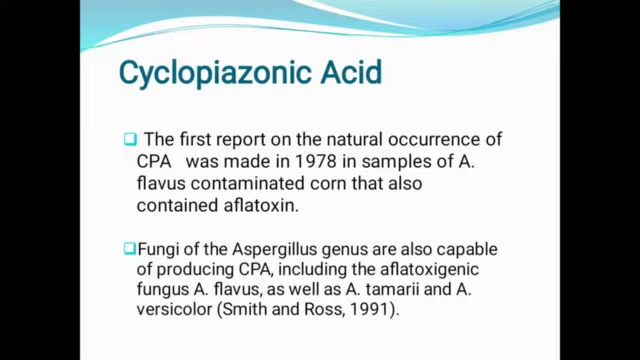 Cyclopiazonic Acid
The first report on the natural occurrence of
CPA was made in 1978 in samples of A.
flavus contaminated corn that also
contained aflatoxin.
Fungi of the Aspergillus genus are also capable
of producing CPA, including the aflatoxigenic
fungus A. flavus, as well as A. tamarii and A.
versicolor (Smith and Ross, 1991).